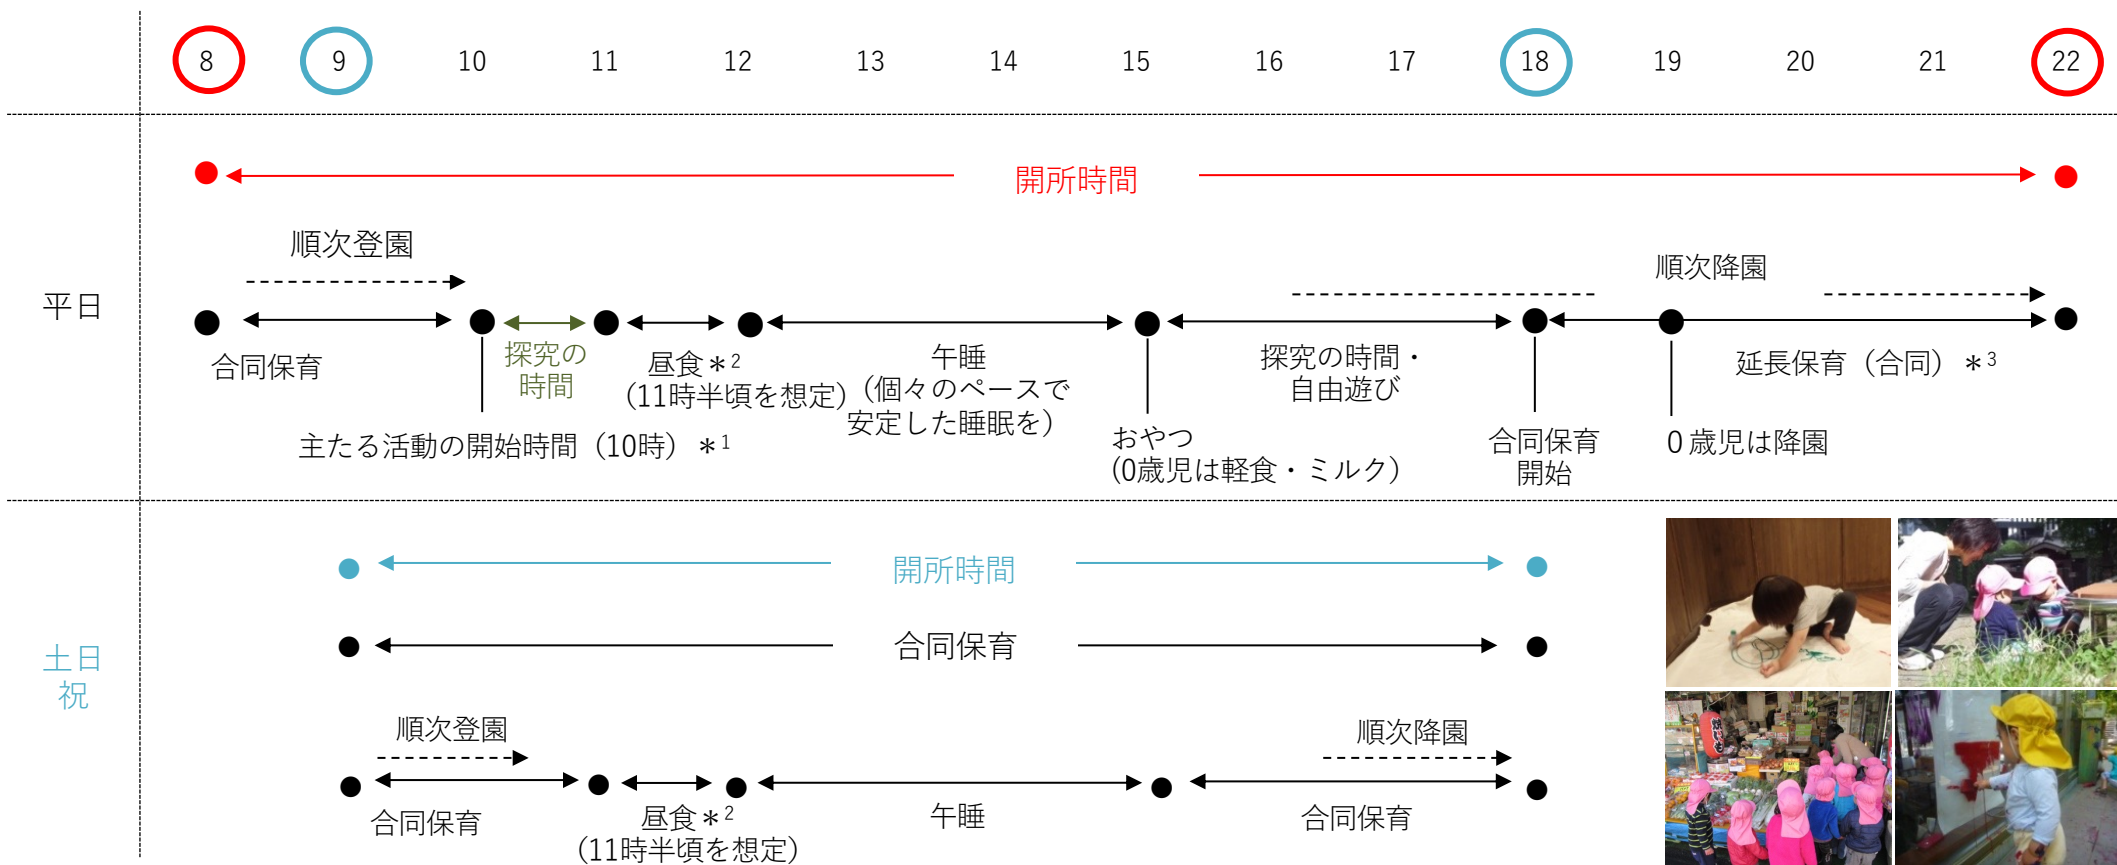 8 9 10 11 12 13 14 15 16 17 18 19 20 21 22
開所時間
順次登園
順次降園
平日
合同保育
探究の
時間
昼食＊2
（11時半頃を想定）
午睡
（個々のペースで
安定した睡眠を）
探究の時間・
自由遊び
延長保育（合同）＊3
主たる活動の開始時間（10時）＊1
おやつ
（0歳児は軽食・ミルク）
合同保育
開始
０歳児は降園
開所時間
土日
祝
合同保育
順次登園
順次降園
合同保育
昼食＊2
（11時半頃を想定）
午睡
合同保育
焼いも